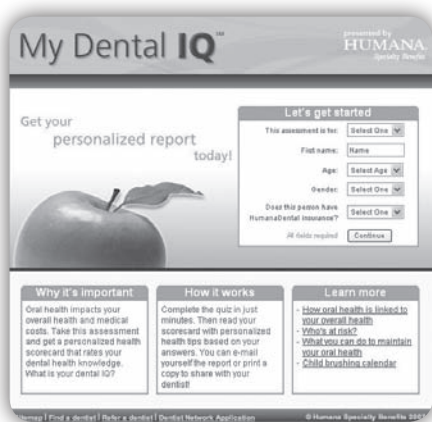 My Dental IQ™
presented by
HUMANA
Specialty Benefits
Get your
personalized report
today!
Let's get started
This assessment is for: Select One
First name: Name
Age: Select Age
Gender: Select One
Does this person have
HumanaDental insurance? Select One
All fields required Continue
Why it's important
Oral health impacts your
overall health and medical
costs. Take this assessment
and get a personalized health
scorecard that rates your
dental health knowledge.
What is your dental IQ?
How it works
Complete the quiz in just
minutes. Then read your
scorecard with personalized
health tips based on your
answers. You can e-mail
yourself the report or print a
copy to share with your
dentist!
Learn more
- How oral health is linked to
your overall health
- Who's at risk?
- What you can do to maintain
your oral health
- Child brushing calendar
Sitemap | Find a dentist | Refer a dentist | Dentist Network Application
© Humana Specialty Benefits